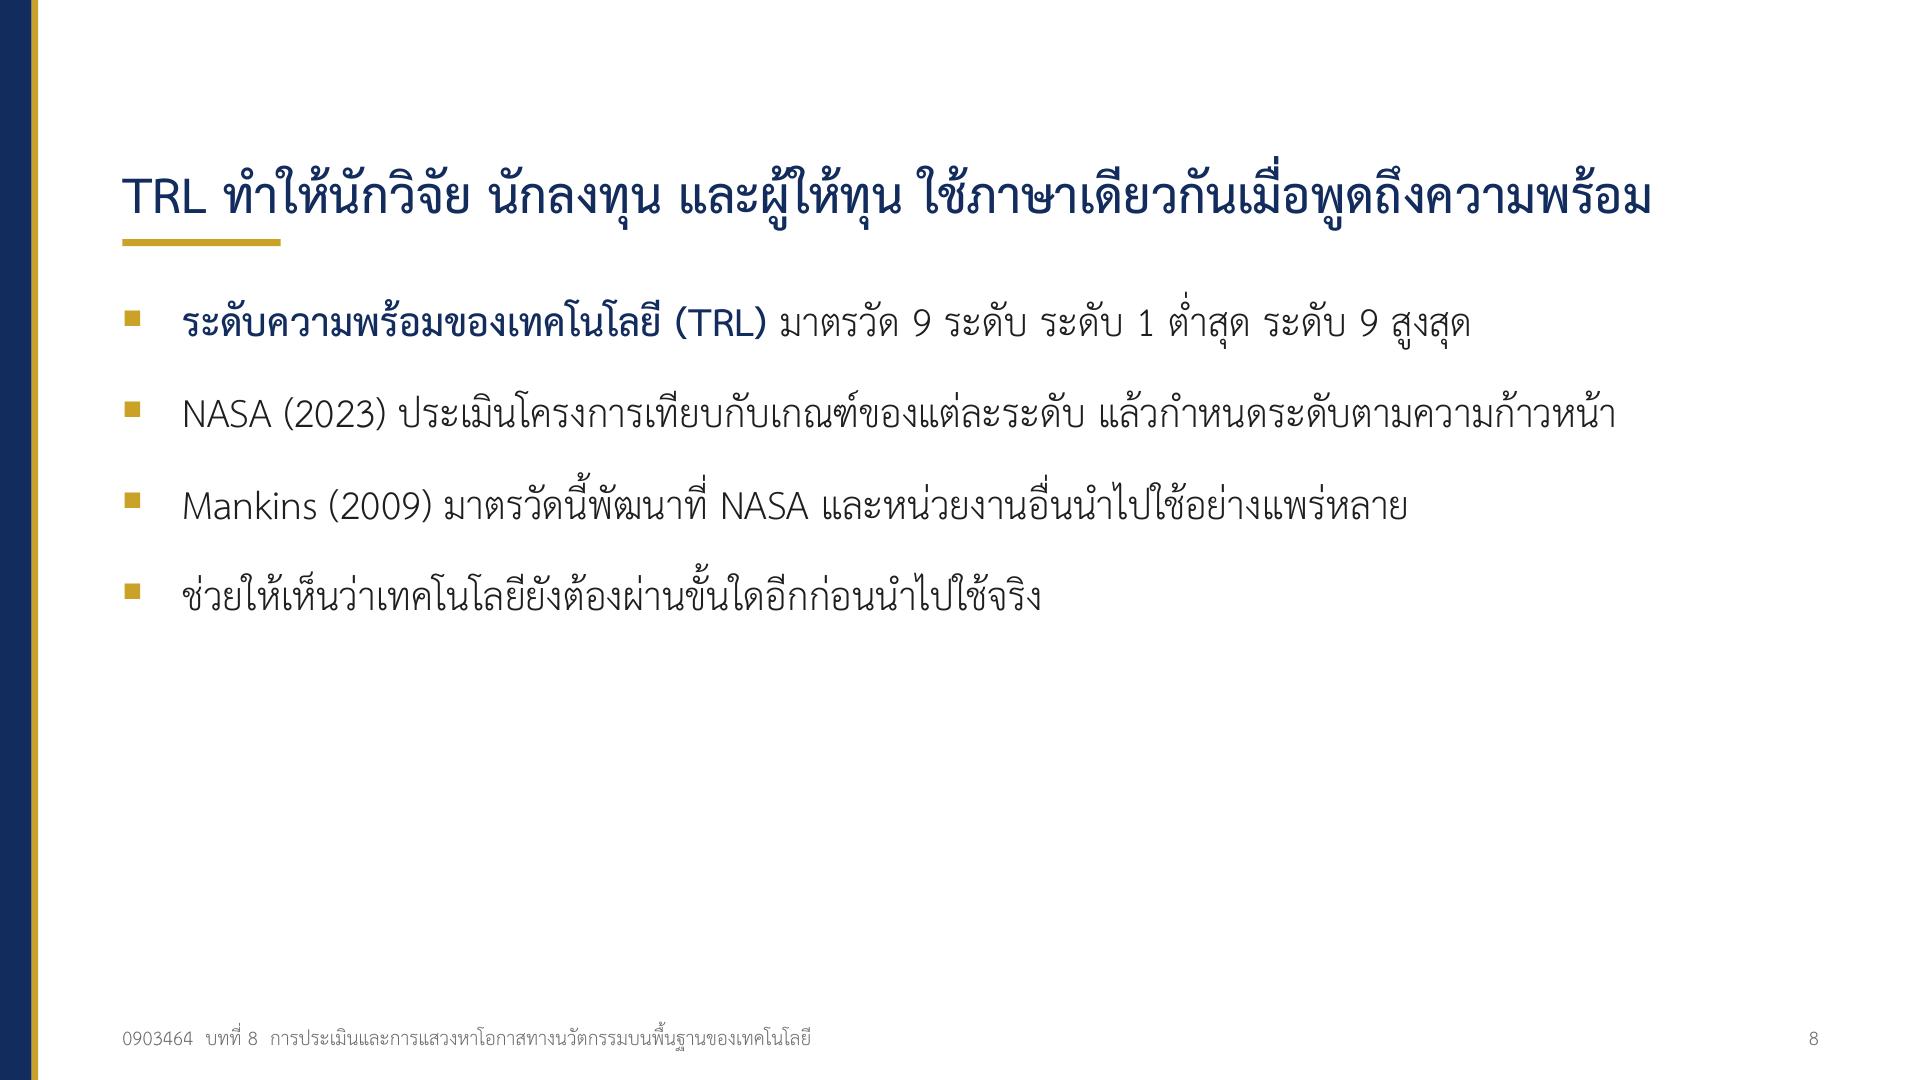 TRL ทำให้นักวิจัย นักลงทุน และผู้ให้ทุน ใช้ภาษาเดียวกันเมื่อพูดถึงความพร้อม
ระดับความพร้อมของเทคโนโลยี (TRL) มาตรวัด 9 ระดับ ระดับ 1 ต่ำสุด ระดับ 9 สูงสุด
NASA (2023) ประเมินโครงการเทียบกับเกณฑ์ของแต่ละระดับ แล้วกำหนดระดับตามความก้าวหน้า
Mankins (2009) มาตรวัดนี้พัฒนาที่ NASA และหน่วยงานอื่นนำไปใช้อย่างแพร่หลาย
ช่วยให้เห็นว่าเทคโนโลยียังต้องผ่านขั้นใดอีกก่อนนำไปใช้จริง
0903464 บทที่ 8 การประเมินและการแสวงหาโอกาสทางนวัตกรรมบนพื้นฐานของเทคโนโลยี
8